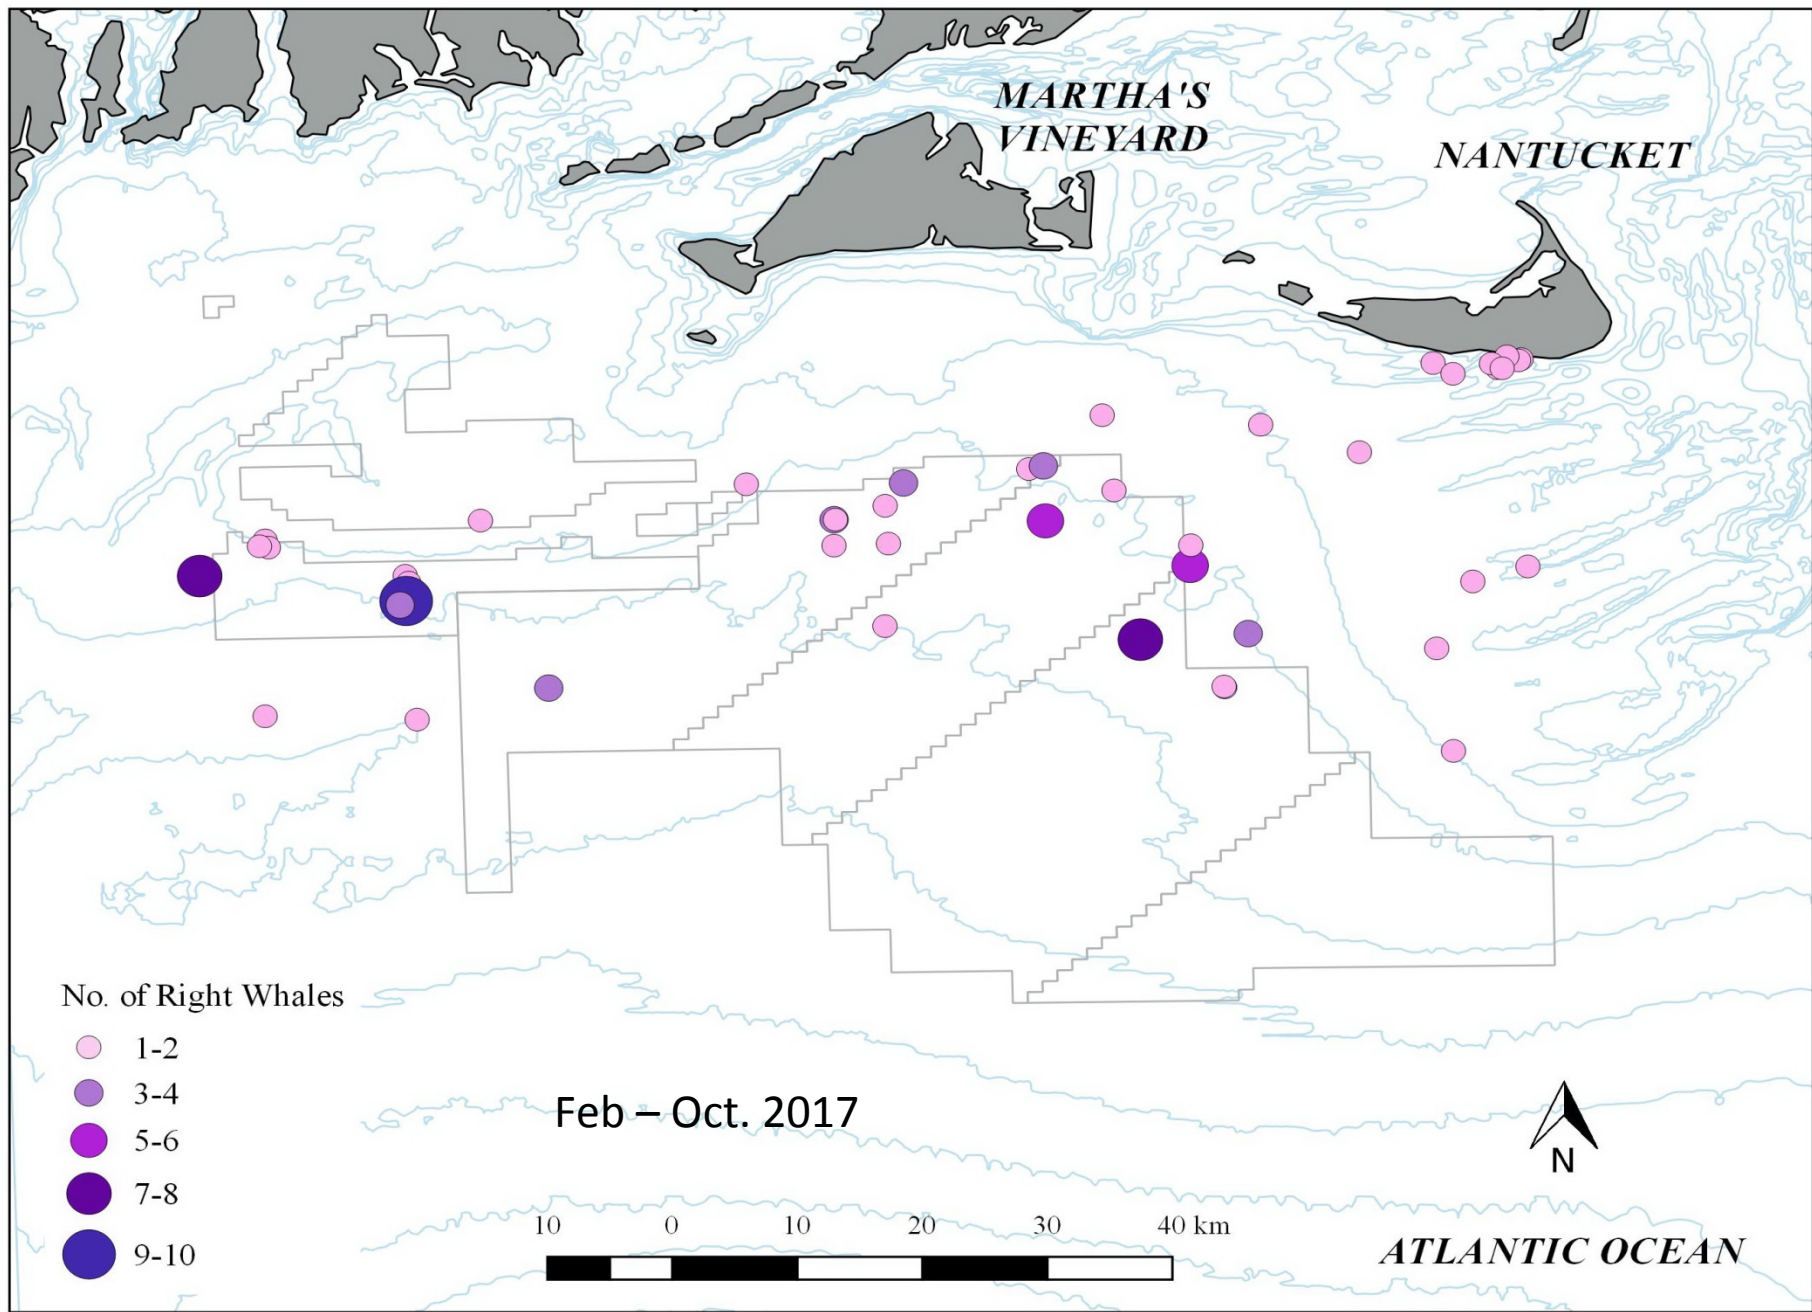 MARTHA'S
VINEYARD
NANTUCKET
No. of Right Whales
1-2
3-4
5-6
7-8
9-10
Feb – Oct. 2017
N
10 0 10 20 30 40 km
ATLANTIC OCEAN